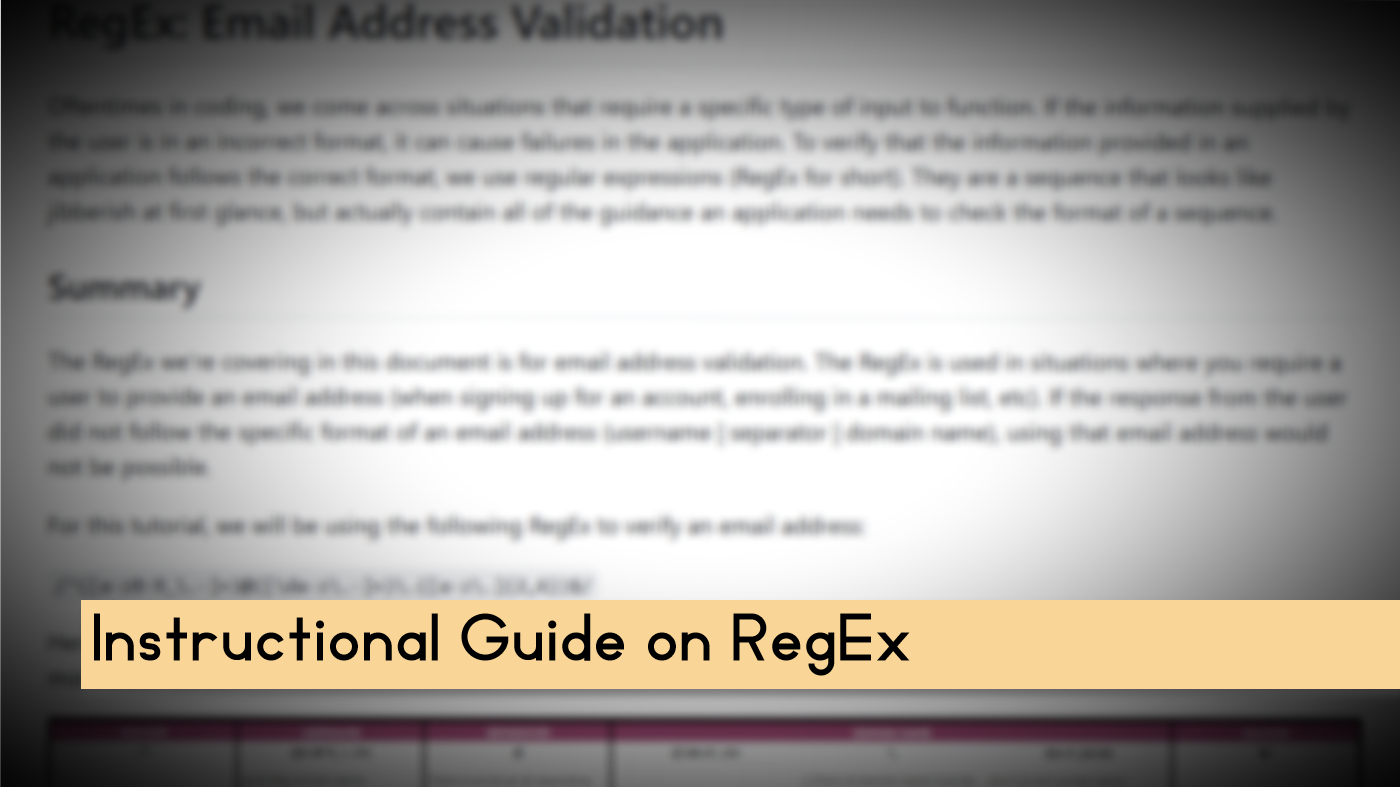 RegEx: Email Address Validation
Oftentimes in coding, we come across situations that require a specific type of input to function. If the information supplied by
the user is in an incorrect format, it can cause failures in the application. To verify that the information provided in an
application follows the correct format, we use regular expressions (RegEx for short). They are a sequence that looks like
jibberish at first glance, but actually contain all of the guidance an application needs to check the format of a sequence.
Summary
The RegEx we're covering in this document is for email address validation. The RegEx is used in situations where you require a
user to provide an email address (when signing up for an account, enrolling in a mailing list, etc). If the response from the user
did not follow the specific format of an email address (username | separator | domain name), using that email address would
not be possible.
For this tutorial, we will be using the following RegEx to verify an email address:
Instructional Guide on RegEx